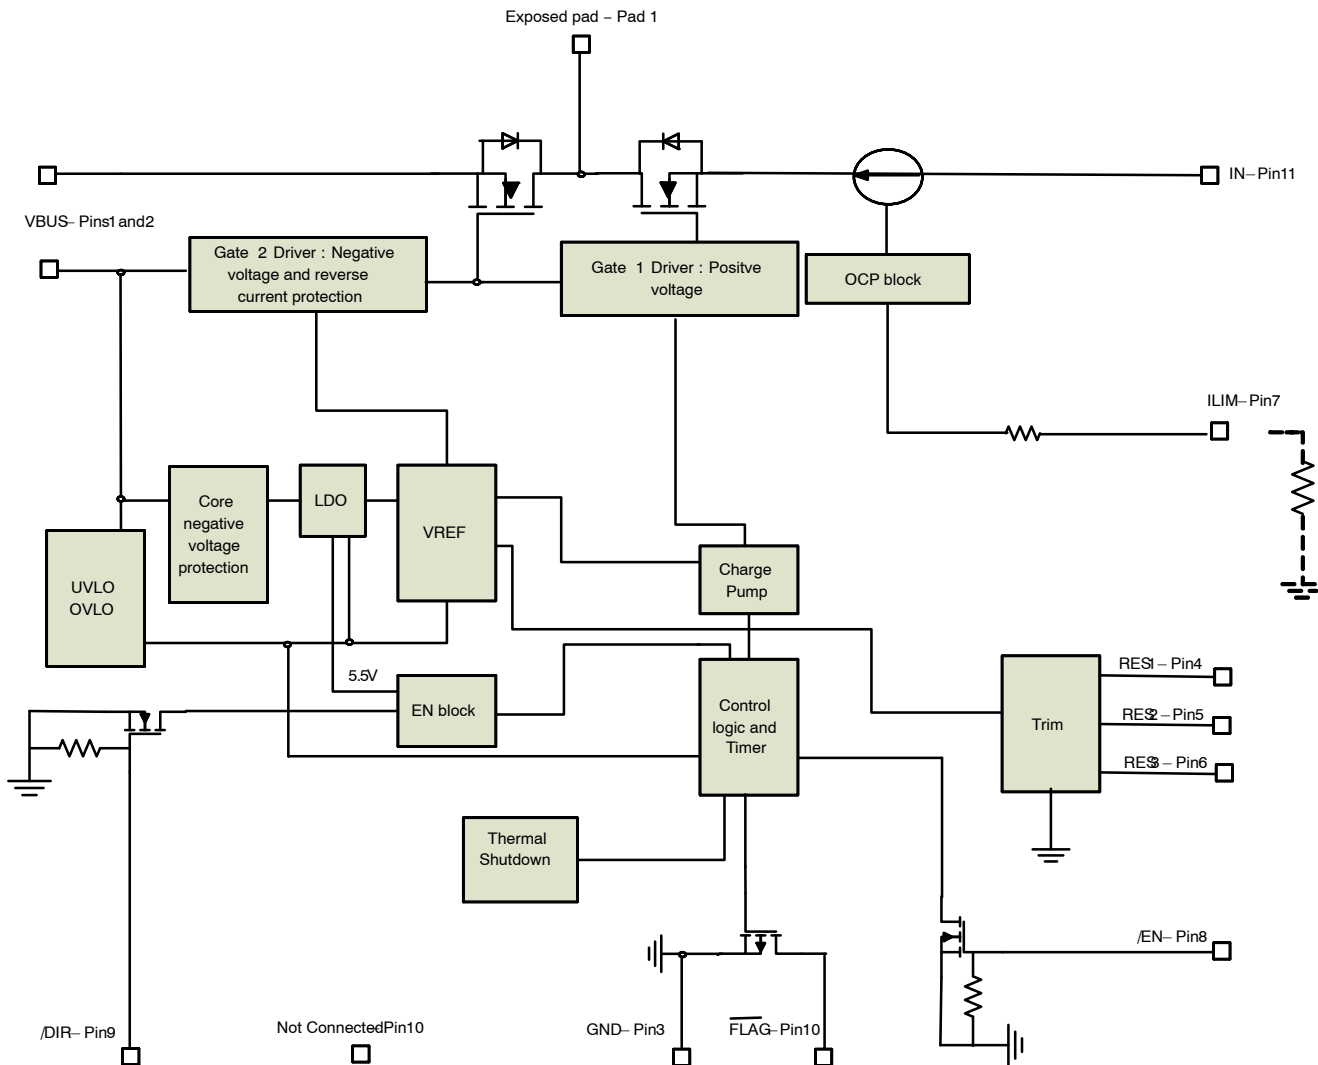 Exposed pad – Pad 1
IN–Pin11
VBUS– Pins1 and2
Gate 2 Driver : Negative
voltage and reverse
current protection
Gate 1 Driver : Positve
voltage
OCP block
ILIM–Pin7
Core
negative
voltage
protection
LDO
VREF
UVLO
OVLO
Charge
Pump
5.5V
EN block
Control
logic and
Timer
Trim
RES1–Pin4
RES2–Pin5
RES3–Pin6
Thermal
Shutdown
/EN–Pin8
/DIR–Pin9
Not ConnectedPin10
GND–Pin3
FLAG–Pin10